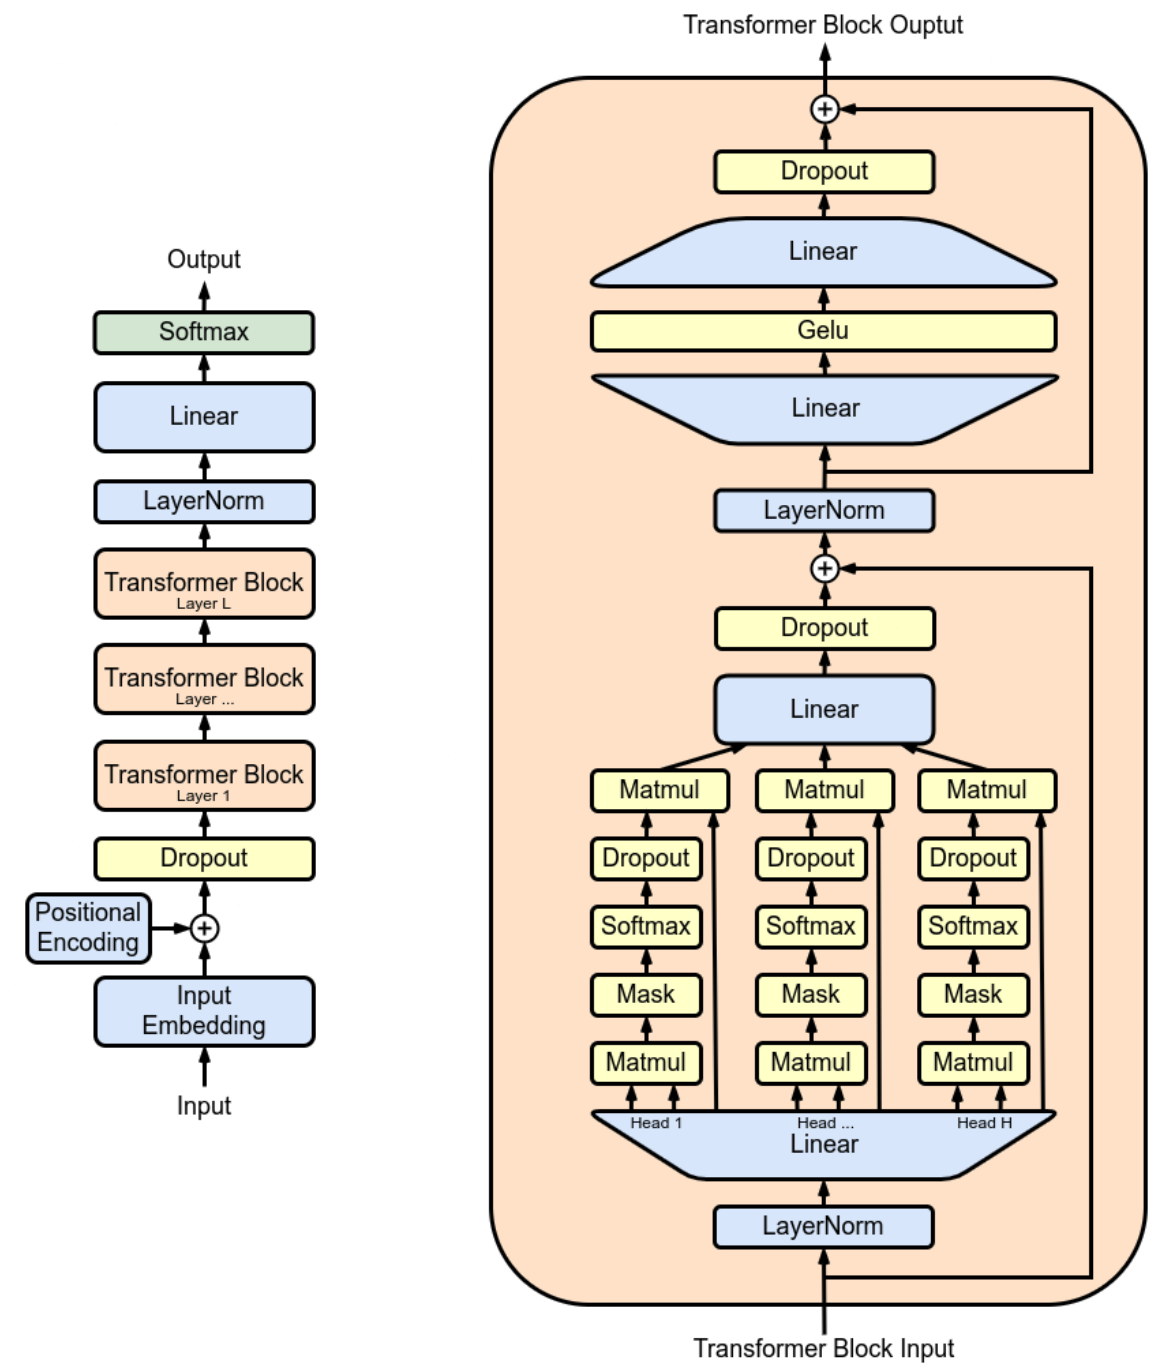 Output
Softmax
Linear
LayerNorm
Transformer Block
Layer L
Transformer Block
Layer ...
Transformer Block
Layer 1
Dropout
Positional
Encoding
+
Input
Embedding
Input
Transformer Block Ouptut
+
Dropout
Linear
Gelu
Linear
LayerNorm
+
Dropout
Linear
Matmul Matmul Matmul
Dropout Dropout Dropout
Softmax Softmax Softmax
Mask Mask Mask
Matmul Matmul Matmul
Head 1 Head ... Head H
Linear
LayerNorm
Transformer Block Input